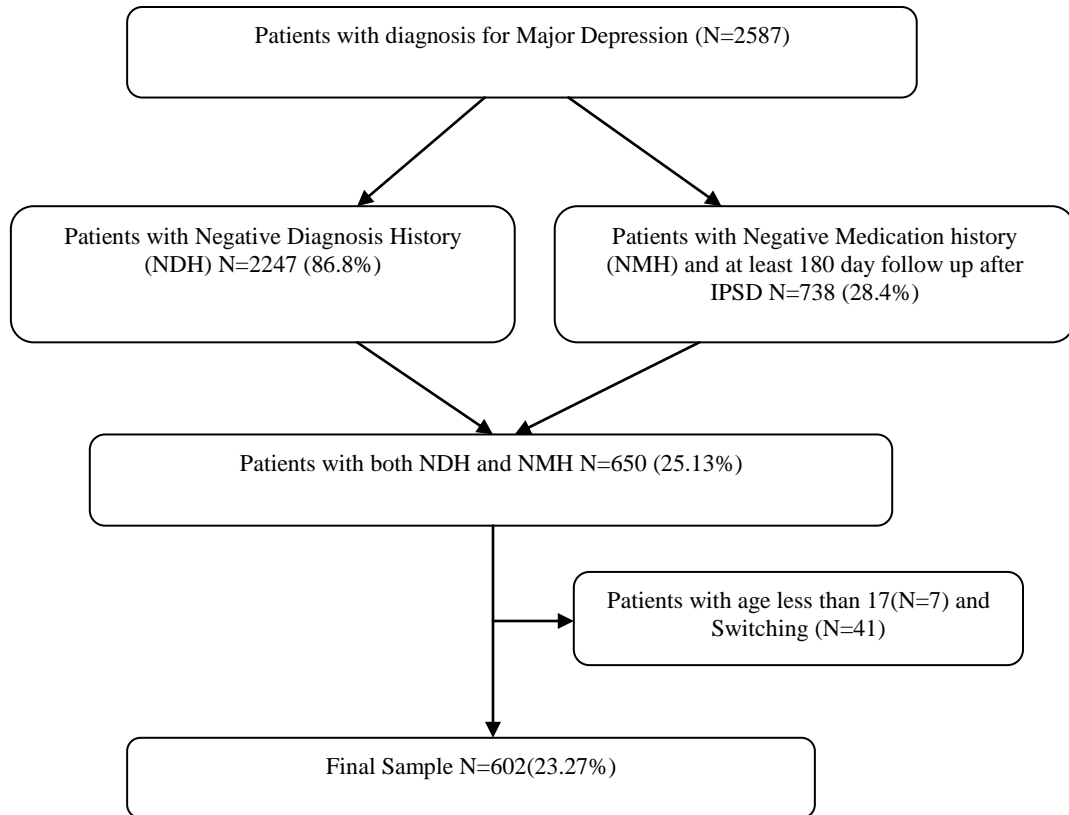 Patients with diagnosis for Major Depression (N=2587)
Patients with Negative Diagnosis History
(NDH) N=2247 (86.8%)
Patients with Negative Medication history
(NMH) and at least 180 day follow up after
IPSD N=738 (28.4%)
Patients with both NDH and NMH N=650 (25.13%)
Patients with age less than 17(N=7) and
Switching (N=41)
Final Sample N=602(23.27%)